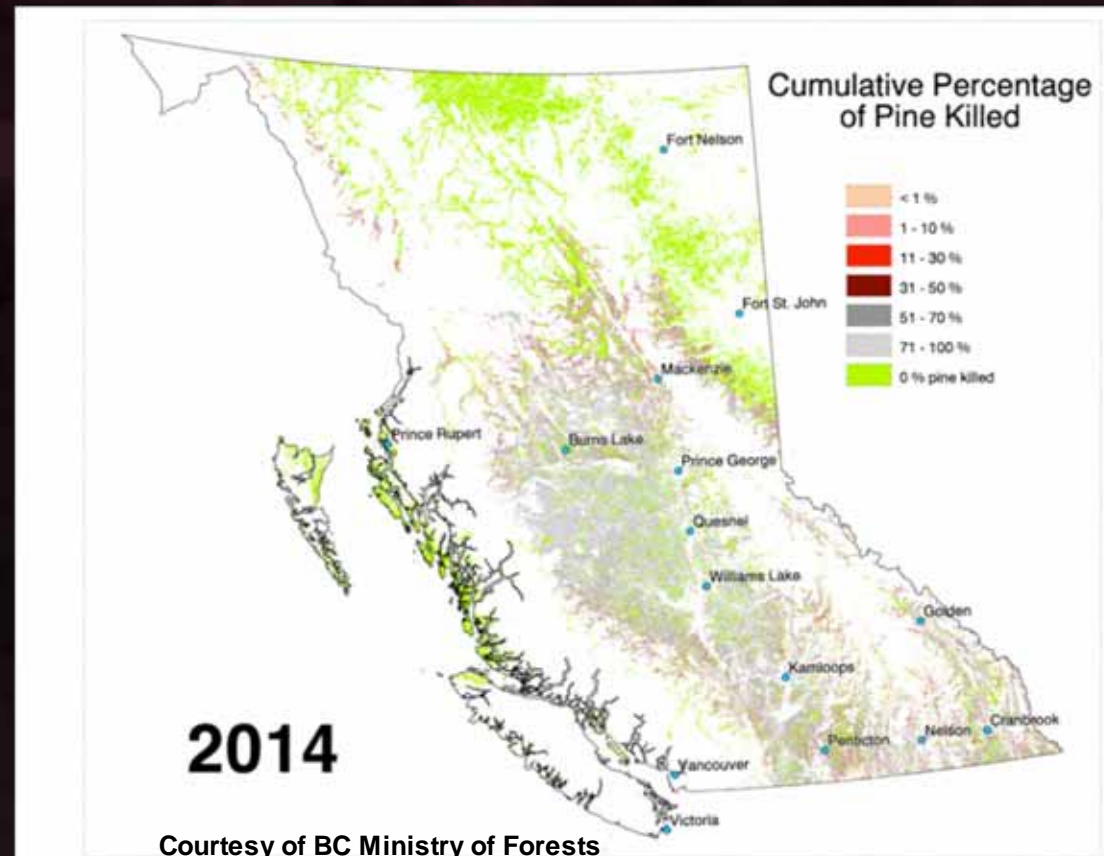 Cumulative Percentage
of Pine Killed
Fort Nelson
< 1 %
1 - 10 %
11 - 30 %
31 - 50 %
51 - 70 %
71 - 100 %
0 % pine killed
Fort St. John
Mackenzie
Prince Rupert
Burns Lake
Prince George
Quesnel
Williams Lake
Golden
Kamloops
Cranbrook
Nelson
Penticton
2014
Vancouver
Victoria
Courtesy of BC Ministry of Forests